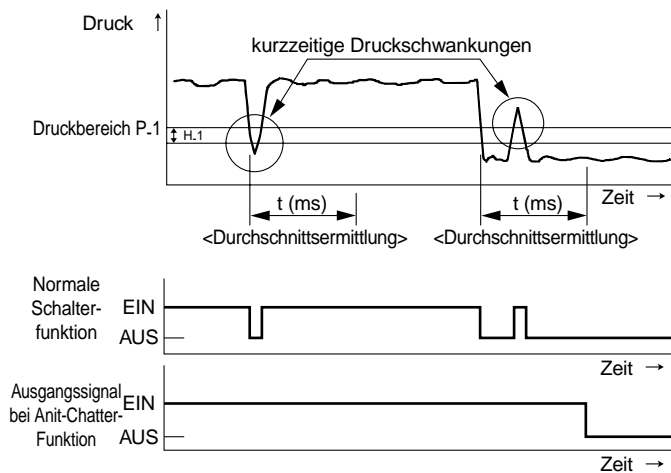 Druck
kurzzeitige Druckschwankungen
Druckbereich P-1
H-1
Zeit
t (ms)
t (ms)
<Durchschnittsermittlung>
<Durchschnittsermittlung>
Normale
Schalter-
funktion
EIN
AUS
Zeit
Ausgangssignal
bei Anit-Chatter-
Funktion
EIN
AUS
Zeit